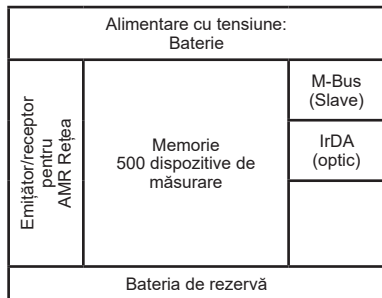 Alimentare cu tensiune:
Baterie
Emițător/receptor
pentru
AMR Rețea
Memorie
500 dispozitive de
măsurare
M-Bus
(Slave)
IrDA
(optic)
Bateria de rezervă